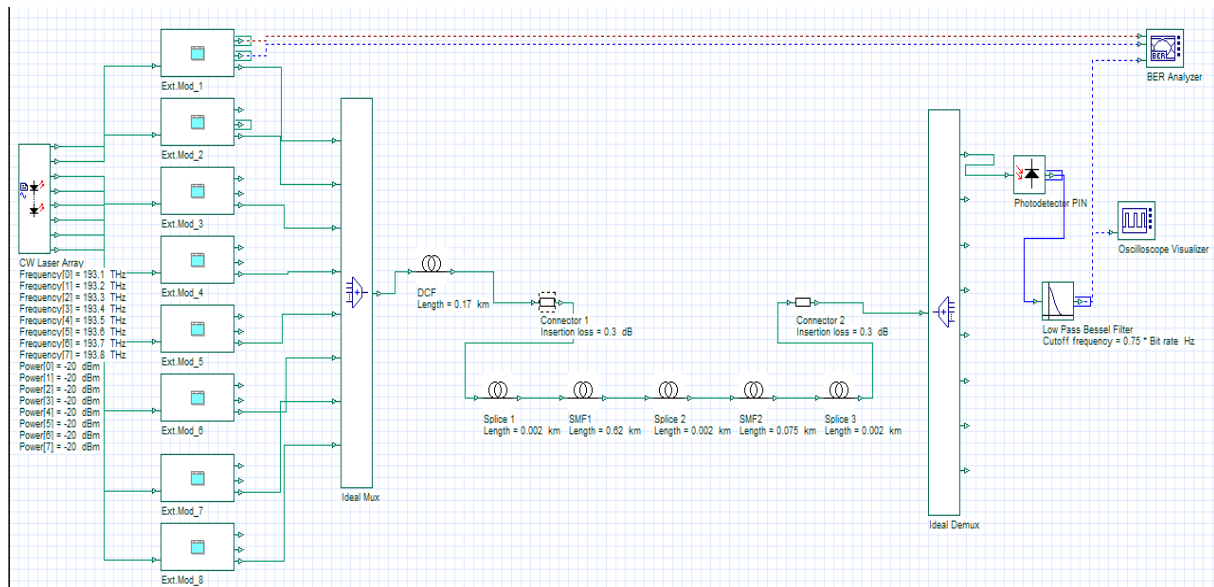 Ext.Mod_1
BER
BER Analyzer
Ext.Mod_2
Ext.Mod_3
Photodetector PIN
Oscilloscope Visualizer
CW Laser Array
Frequency[0] = 193.1 THz
Frequency[1] = 193.2 THz
Frequency[2] = 193.3 THz
Frequency[3] = 193.4 THz
Frequency[4] = 193.5 THz
Frequency[5] = 193.6 THz
Frequency[6] = 193.7 THz
Frequency[7] = 193.8 THz
Power[0] = -20 dBm
Power[1] = -20 dBm
Power[2] = -20 dBm
Power[3] = -20 dBm
Power[4] = -20 dBm
Power[5] = -20 dBm
Power[6] = -20 dBm
Power[7] = -20 dBm
Ext.Mod_4
DCF
Length = 0.17 km
Connector 1
Insertion loss = 0.3 dB
Connector 2
Insertion loss = 0.3 dB
Low Pass Bessel Filter
Cutoff frequency = 0.75 * Bit rate Hz
Ext.Mod_5
Splice 1
Length = 0.002 km
SMF1
Length = 0.62 km
Splice 2
Length = 0.002 km
SMF2
Length = 0.075 km
Splice 3
Length = 0.002 km
Ext.Mod_6
Ideal Mux
Ext.Mod_7
Ideal Demux
Ext.Mod_8